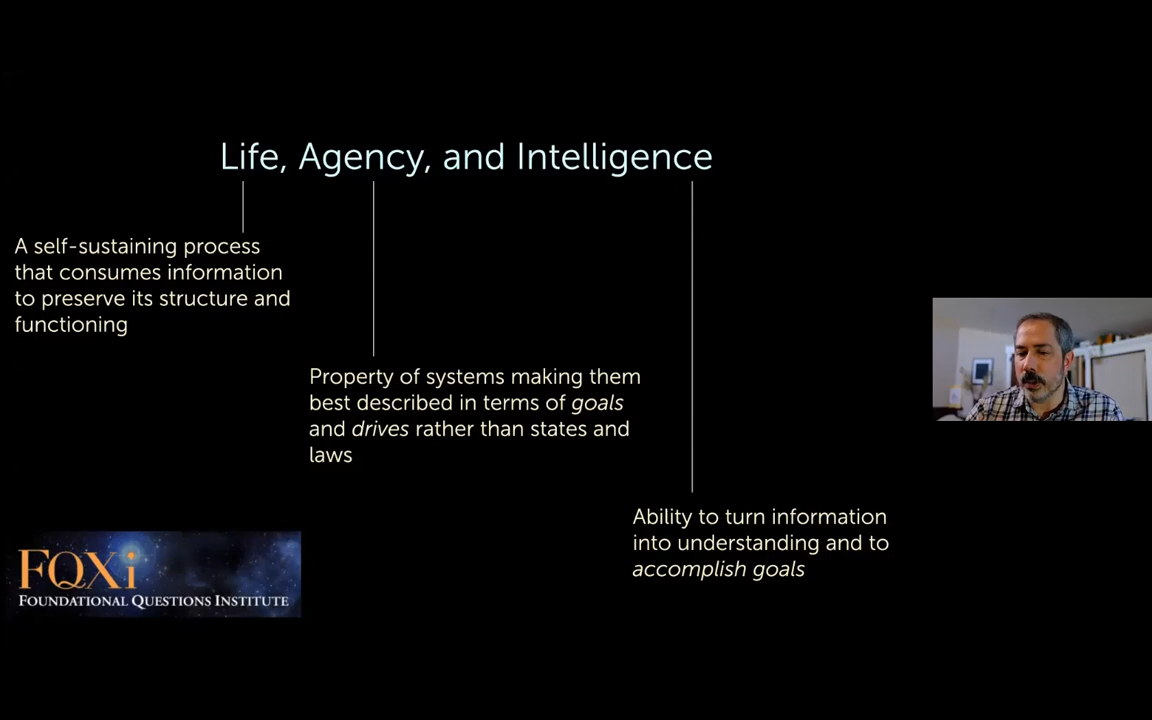 Life, Agency, and Intelligence
A self-sustaining process
that consumes information
to preserve its structure and
functioning
Property of systems making them
best described in terms of goals
and drives rather than states and
laws
Ability to turn information
into understanding and to
accomplish goals
FQXi
FOUNDATIONAL QUESTIONS INSTITUTE